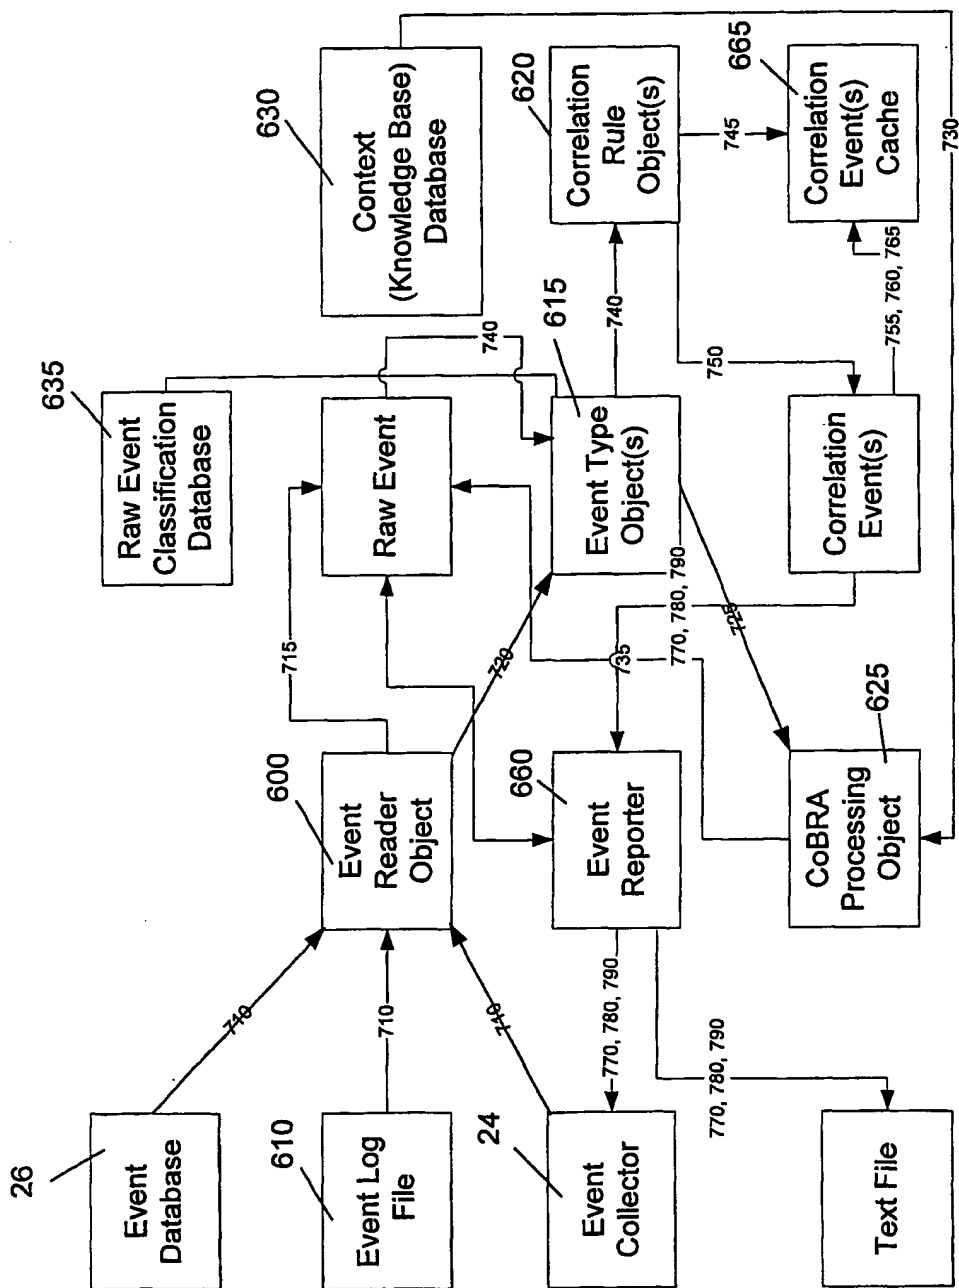 26
Event
Database
710
610
Event Log
File
710
24
Event
Collector
710
Text File
600
Event
Reader
Object
715
720
660
Event
Reporter
770, 780, 790
770, 780, 790
625
CoBRA
Processing
Object
635
Raw Event
Classification
Database
Raw Event
740
615
Event Type
Object(s)
740
725
735
770, 780, 790
Correlation
Event(s)
750
755, 760, 765
630
Context
(Knowledge Base)
Database
620
Correlation
Rule
Object(s)
745
665
Correlation
Event(s)
Cache
730